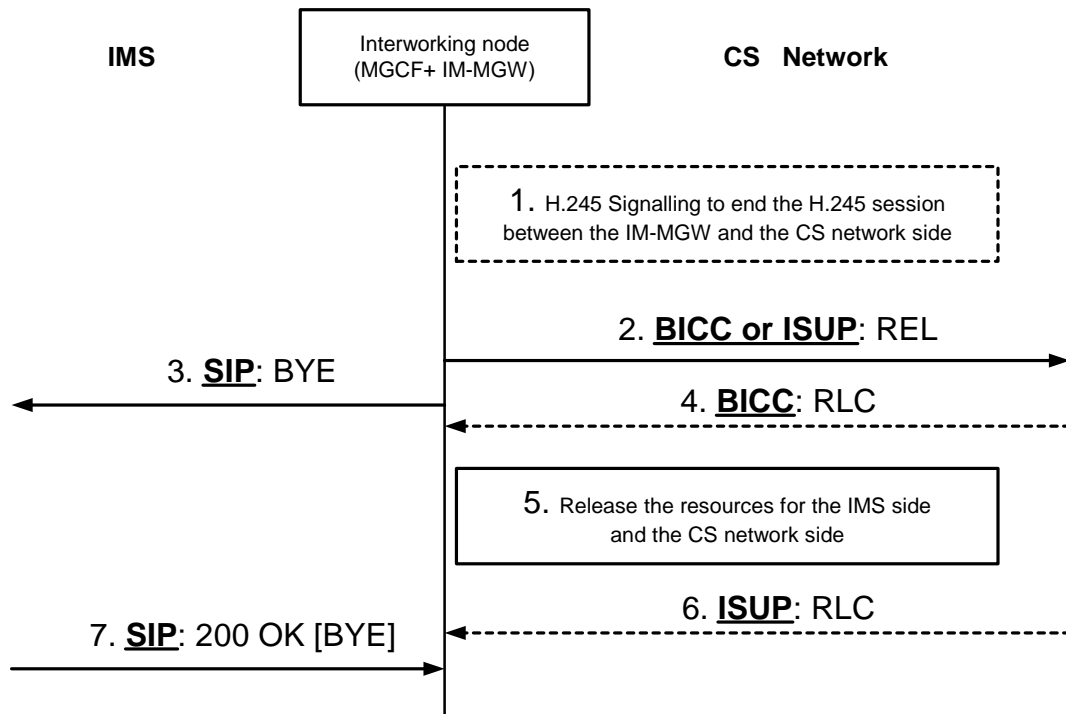 IMS
Interworking node
(MGCF+ IM-MGW)
CS Network
1. H.245 Signalling to end the H.245 session
between the IM-MGW and the CS network side
2. BICC or ISUP: REL
3. SIP: BYE
4. BICC: RLC
5. Release the resources for the IMS side
and the CS network side
6. ISUP: RLC
7. SIP: 200 OK [BYE]